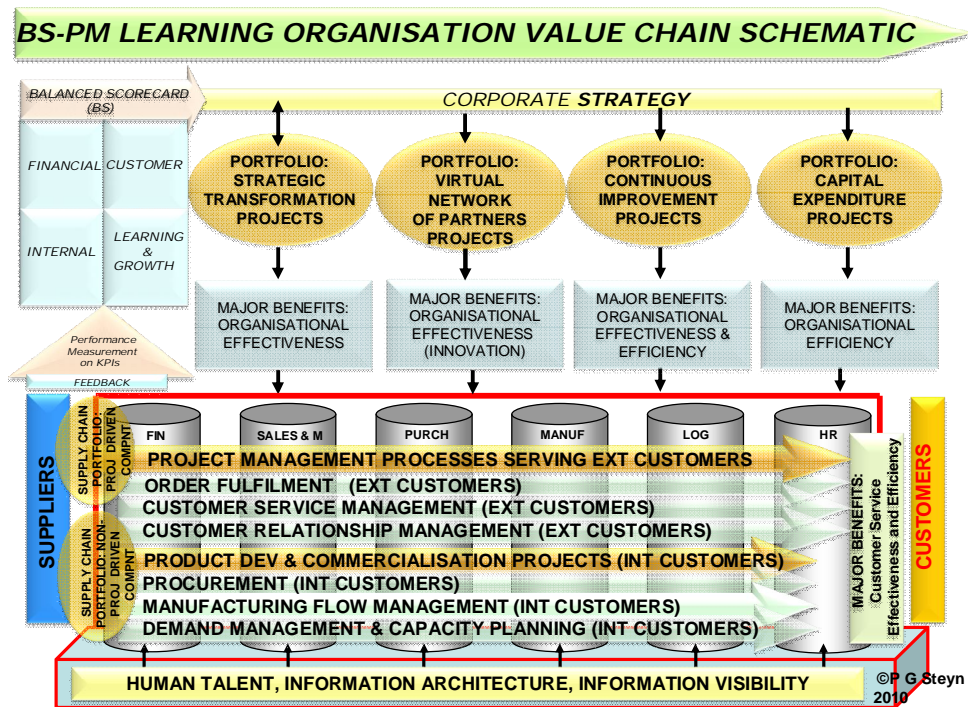 BS-PM LEARNING ORGANISATION VALUE CHAIN SCHEMATIC
BALANCED SCORECARD
(BS)
CORPORATE STRATEGY
FINANCIAL
CUSTOMER
INTERNAL
LEARNING
&
GROWTH
PORTFOLIO:
STRATEGIC
TRANSFORMATION
PROJECTS
PORTFOLIO:
VIRTUAL
NETWORK
OF PARTNERS
PROJECTS
PORTFOLIO:
CONTINUOUS
IMPROVEMENT
PROJECTS
PORTFOLIO:
CAPITAL
EXPENDITURE
PROJECTS
MAJOR BENEFITS:
ORGANISATIONAL
EFFECTIVENESS
MAJOR BENEFITS:
ORGANISATIONAL
EFFECTIVENESS
(INNOVATION)
MAJOR BENEFITS:
ORGANISATIONAL
EFFECTIVENESS &
EFFICIENCY
MAJOR BENEFITS:
ORGANISATIONAL
EFFICIENCY
Performance
Measurement
on KPIs
FEEDBACK
SUPPLIERS
SUPPLY CHAIN
PORTFOLIO:
PROJ DRIVEN
COMPNT
SUPPLY CHAIN
PORTFOLIO: NON-
PROJ DRIVEN
COMPNT
FIN
SALES & M
PURCH
MANUF
LOG
HR
PROJECT MANAGEMENT PROCESSES SERVING EXT CUSTOMERS
ORDER FULFILMENT (EXT CUSTOMERS)
CUSTOMER SERVICE MANAGEMENT (EXT CUSTOMERS)
CUSTOMER RELATIONSHIP MANAGEMENT (EXT CUSTOMERS)
PRODUCT DEV & COMMERCIALISATION PROJECTS (INT CUSTOMERS)
PROCUREMENT (INT CUSTOMERS)
MANUFACTURING FLOW MANAGEMENT (INT CUSTOMERS)
DEMAND MANAGEMENT & CAPACITY PLANNING (INT CUSTOMERS)
MAJOR BENEFITS:
Customer Service
Effectiveness and Efficiency
CUSTOMERS
HUMAN TALENT, INFORMATION ARCHITECTURE, INFORMATION VISIBILITY
©P G Steyn
2010